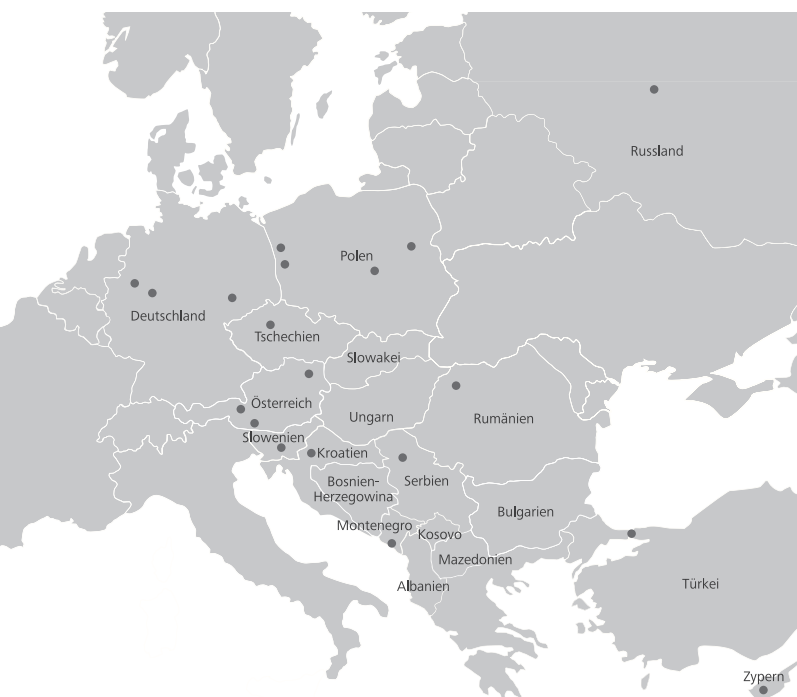 Russland
Polen
Deutschland
Tschechien
Slowakei
Österreich
Ungarn
Rumänien
Slowenien
Kroatien
Bosnien-
Herzegowina
Serbien
Bulgarien
Montenegro
Kosovo
Mazedonien
Albanien
Türkei
Zypern